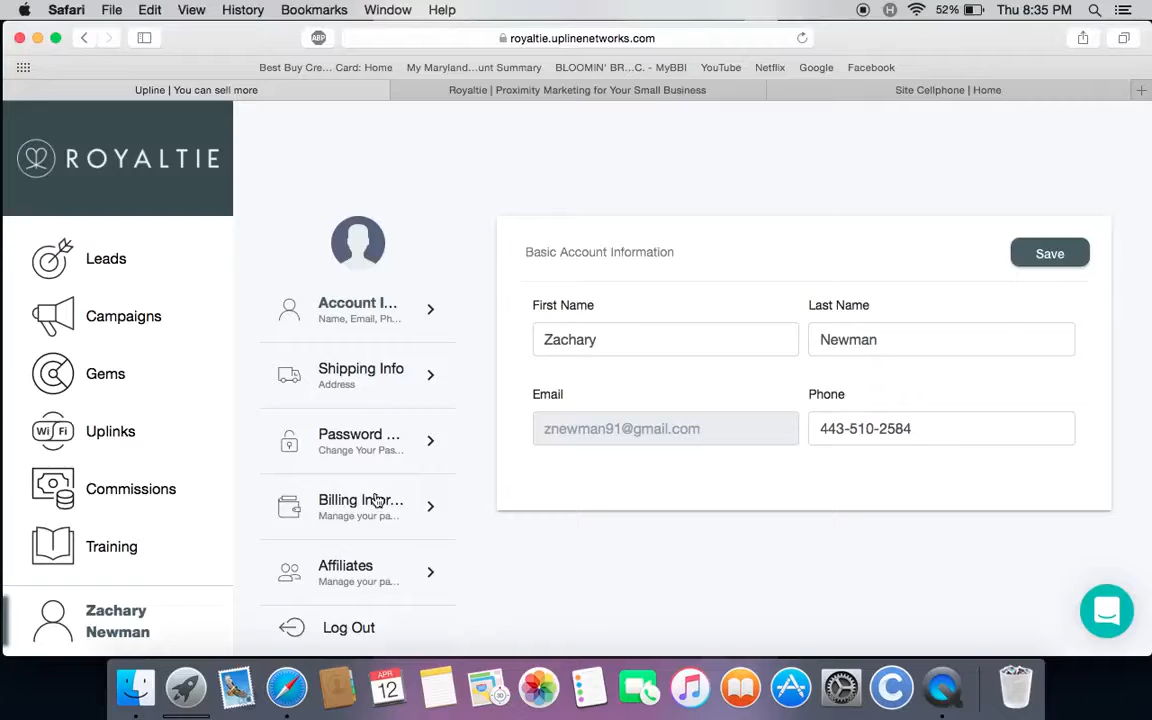 Safari File Edit View History Bookmarks Window Help
52% Thu 8:35 PM
ABP
royaltie.uplinenetworks.com
Best Buy Cre... Card: Home My Maryland...unt Summary BLOOMIN' BR...C. - MyBBI YouTube Netflix Google Facebook
Upline | You can sell more
Royaltie | Proximity Marketing for Your Small Business
Site Cellphone | Home
ROYALTIE
Leads
Campaigns
Gems
Wi Fi
Uplinks
Commissions
Training
Zachary
Newman
Account I...
Name, Email, Ph...
Shipping Info
Address
Password ...
Change Your Pas...
Billing Infor...
Manage your pa...
Affiliates
Manage your pa...
Log Out
Basic Account Information
Save
First Name
Last Name
Zachary
Newman
Email
Phone
znewman91@gmail.com
443-510-2584
APR
12